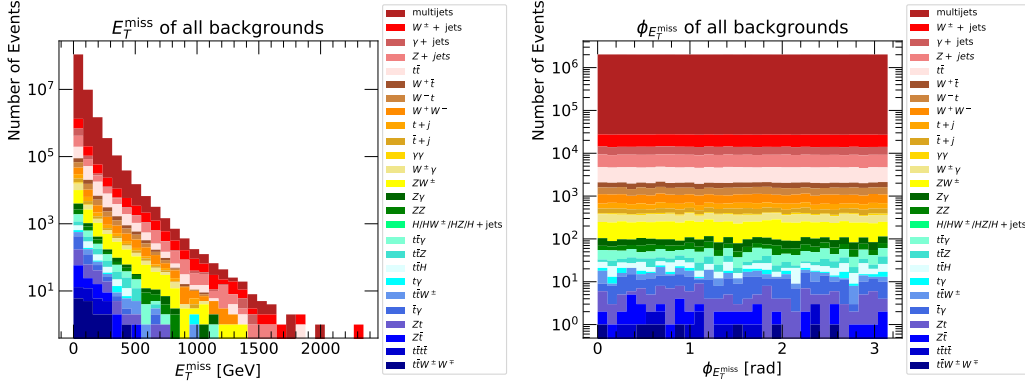 E_T^miss of all backgrounds
Number of Events
10^7
10^5
10^3
10^1
0
500
1000
1500
2000
E_T^miss [GeV]
multijets
W^± + jets
γ + jets
Z + jets
tt̄
W^+t̄
W^−t
W^+W^−
t + j
t̄ + j
γγ
W^±γ
ZW^±
Zγ
ZZ
H/HW^±/HZ/H + jets
tt̄γ
tt̄Z
tt̄H
tγ
tt̄W^±
t̄γ
Zt
Zt̄
tt̄tt̄
tt̄W^±W^∓
ϕ_{E_T^miss} of all backgrounds
Number of Events
10^6
10^5
10^4
10^3
10^2
10^1
10^0
0
1
2
3
ϕ_{E_T^miss} [rad]
multijets
W^± + jets
γ + jets
Z + jets
tt̄
W^+t̄
W^−t
W^+W^−
t + j
t̄ + j
γγ
W^±γ
ZW^±
Zγ
ZZ
H/HW^±/HZ/H + jets
tt̄γ
tt̄Z
tt̄H
tγ
tt̄W^±
t̄γ
Zt
Zt̄
tt̄tt̄
tt̄W^±W^∓